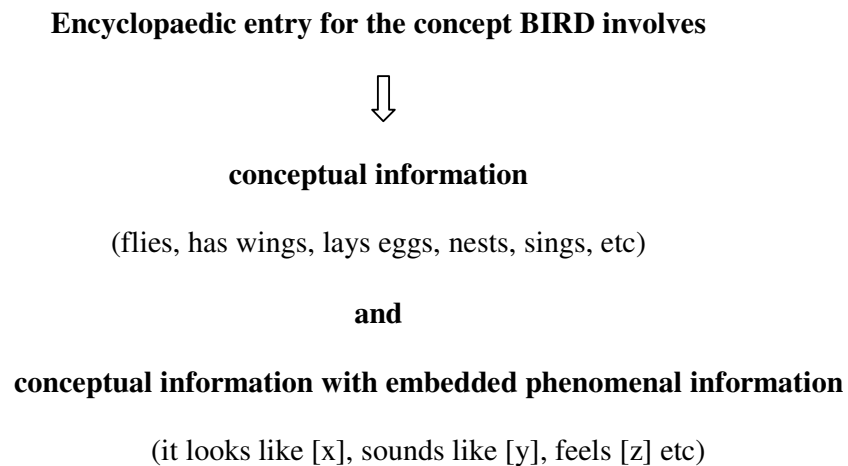 Encyclopaedic entry for the concept BIRD involves
conceptual information
(flies, has wings, lays eggs, nests, sings, etc)
and
conceptual information with embedded phenomenal information
(it looks like [x], sounds like [y], feels [z] etc)